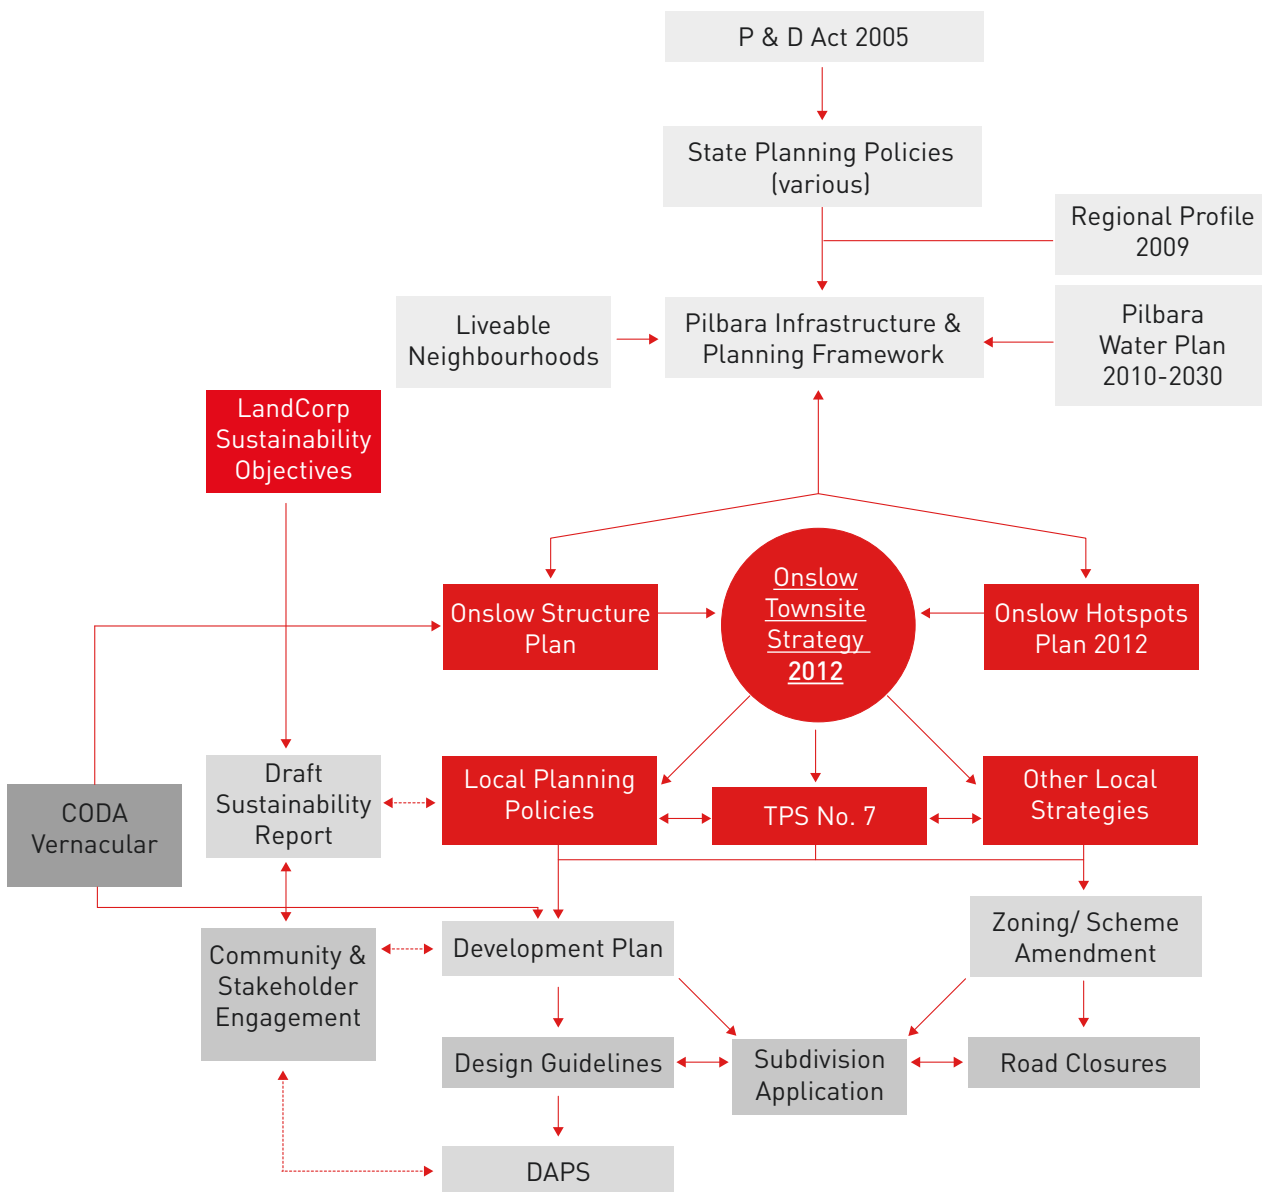 P & D Act 2005
State Planning Policies
(various)
Regional Profile
2009
Liveable
Neighbourhoods
Pilbara Infrastructure &
Planning Framework
Pilbara
Water Plan
2010-2030
LandCorp
Sustainability
Objectives
Onslow Structure
Plan
Onslow
Townsite
Strategy
2012
Onslow Hotspots
Plan 2012
Draft
Sustainability
Report
Local Planning
Policies
TPS No. 7
Other Local
Strategies
CODA
Vernacular
Community &
Stakeholder
Engagement
Development Plan
Zoning/ Scheme
Amendment
Design Guidelines
Subdivision
Application
Road Closures
DAPS